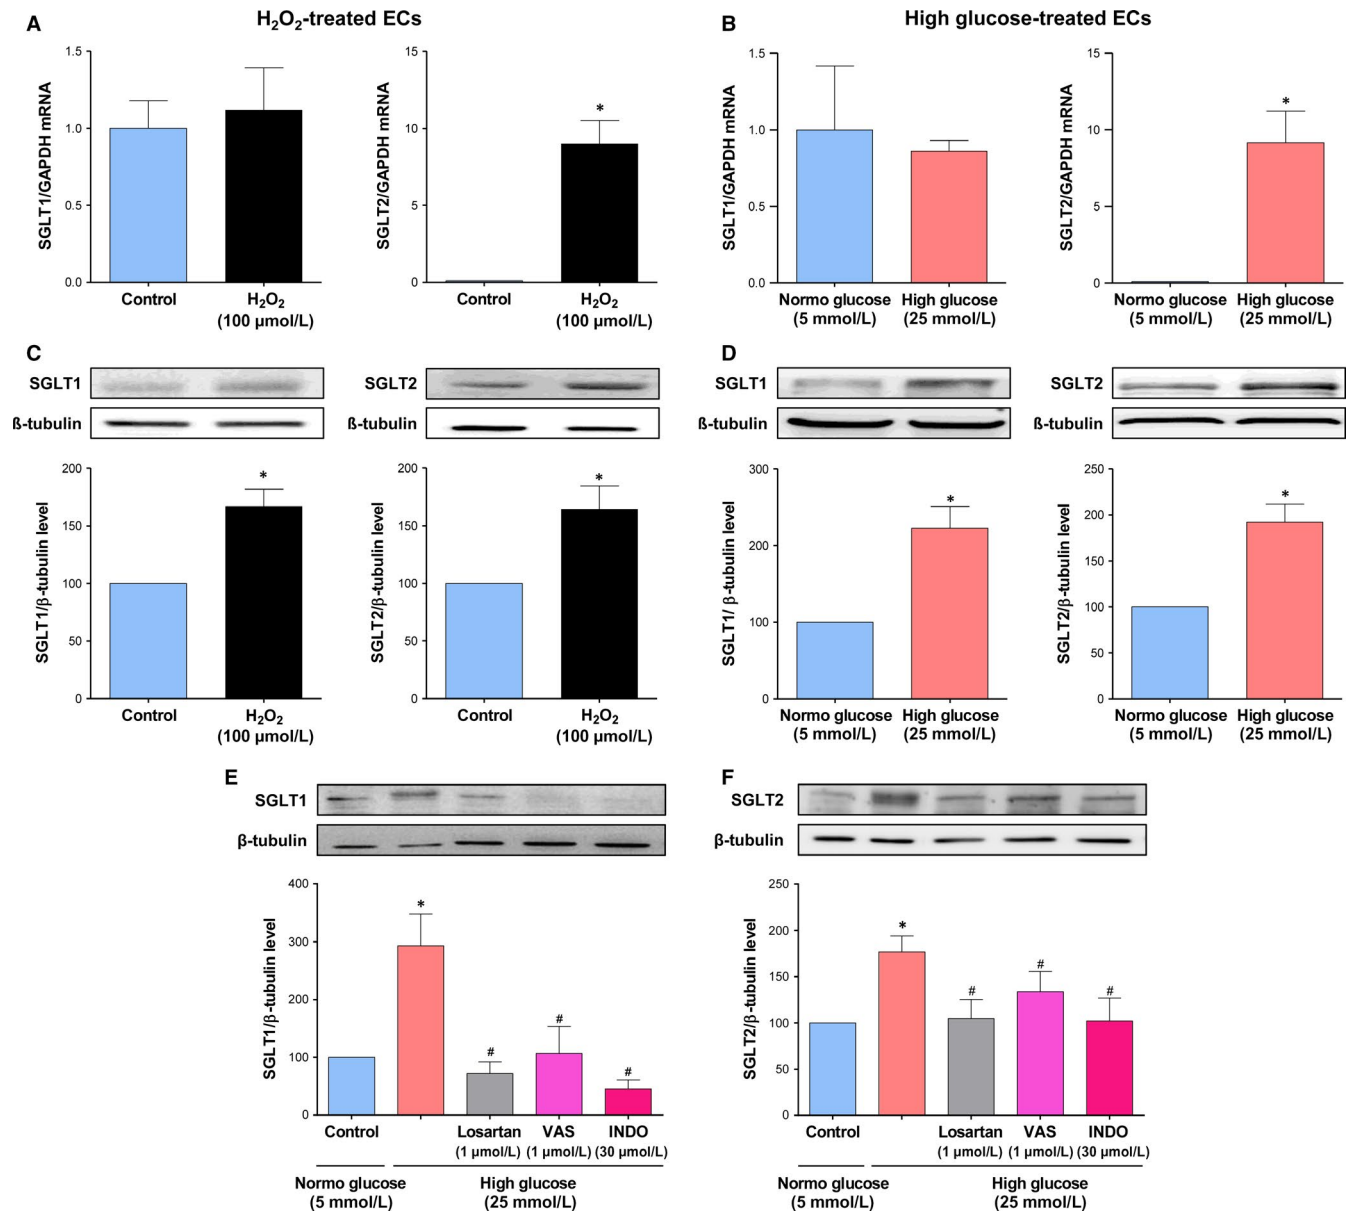 H₂O₂-treated ECs
High glucose-treated ECs
A
SGLT1/GAPDH mRNA
1.5
1.0
0.5
0.0
Control
H₂O₂
(100 µmol/L)
SGLT2/GAPDH mRNA
15
10
5
0
Control
*
H₂O₂
(100 µmol/L)
B
SGLT1/GAPDH mRNA
1.5
1.0
0.5
0.0
Normo glucose
(5 mmol/L)
High glucose
(25 mmol/L)
SGLT2/GAPDH mRNA
15
10
5
0
*
Normo glucose
(5 mmol/L)
High glucose
(25 mmol/L)
C
SGLT1
ß-tubulin
SGLT1/β-tubulin level
200
150
100
50
0
*
Control
H₂O₂
(100 µmol/L)
SGLT2
SGLT2/β-tubulin level
200
150
100
50
0
*
Control
H₂O₂
(100 µmol/L)
D
SGLT1
ß-tubulin
SGLT1/ β-tubulin level
300
200
100
0
*
Normo glucose
(5 mmol/L)
High glucose
(25 mmol/L)
SGLT2
SGLT2/β-tubulin level
250
200
150
100
50
0
*
Normo glucose
(5 mmol/L)
High glucose
(25 mmol/L)
E
SGLT1
β-tubulin
SGLT1/β-tubulin level
400
300
200
100
0
*
#
#
#
Control
Losartan
(1 µmol/L)
VAS
(1 µmol/L)
INDO
(30 µmol/L)
Normo glucose
(5 mmol/L)
High glucose
(25 mmol/L)
F
SGLT2
β-tubulin
SGLT2/β-tubulin level
250
200
150
100
50
0
*
#
#
#
Control
Losartan
(1 µmol/L)
VAS
(1 µmol/L)
INDO
(30 µmol/L)
Normo glucose
(5 mmol/L)
High glucose
(25 mmol/L)